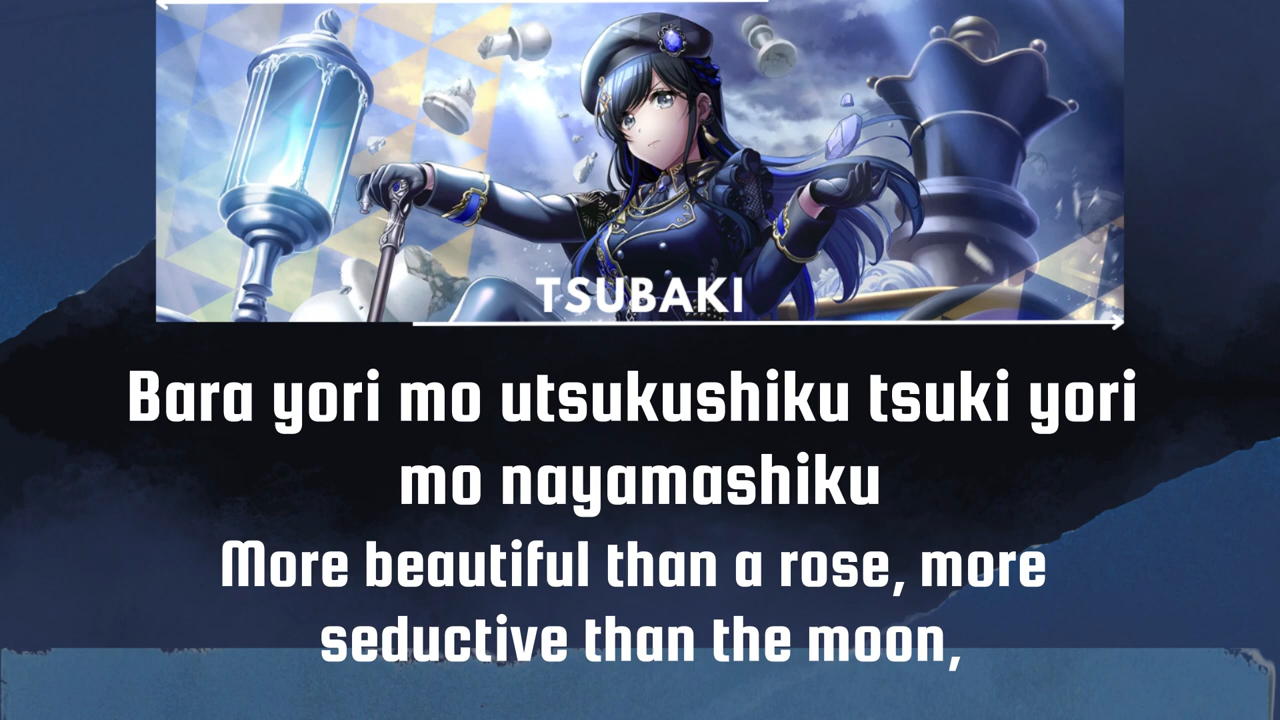 TSUBAKI
Bara yori mo utsukushiku tsuki yori
mo nayamashiku
More beautiful than a rose, more
seductive than the moon,